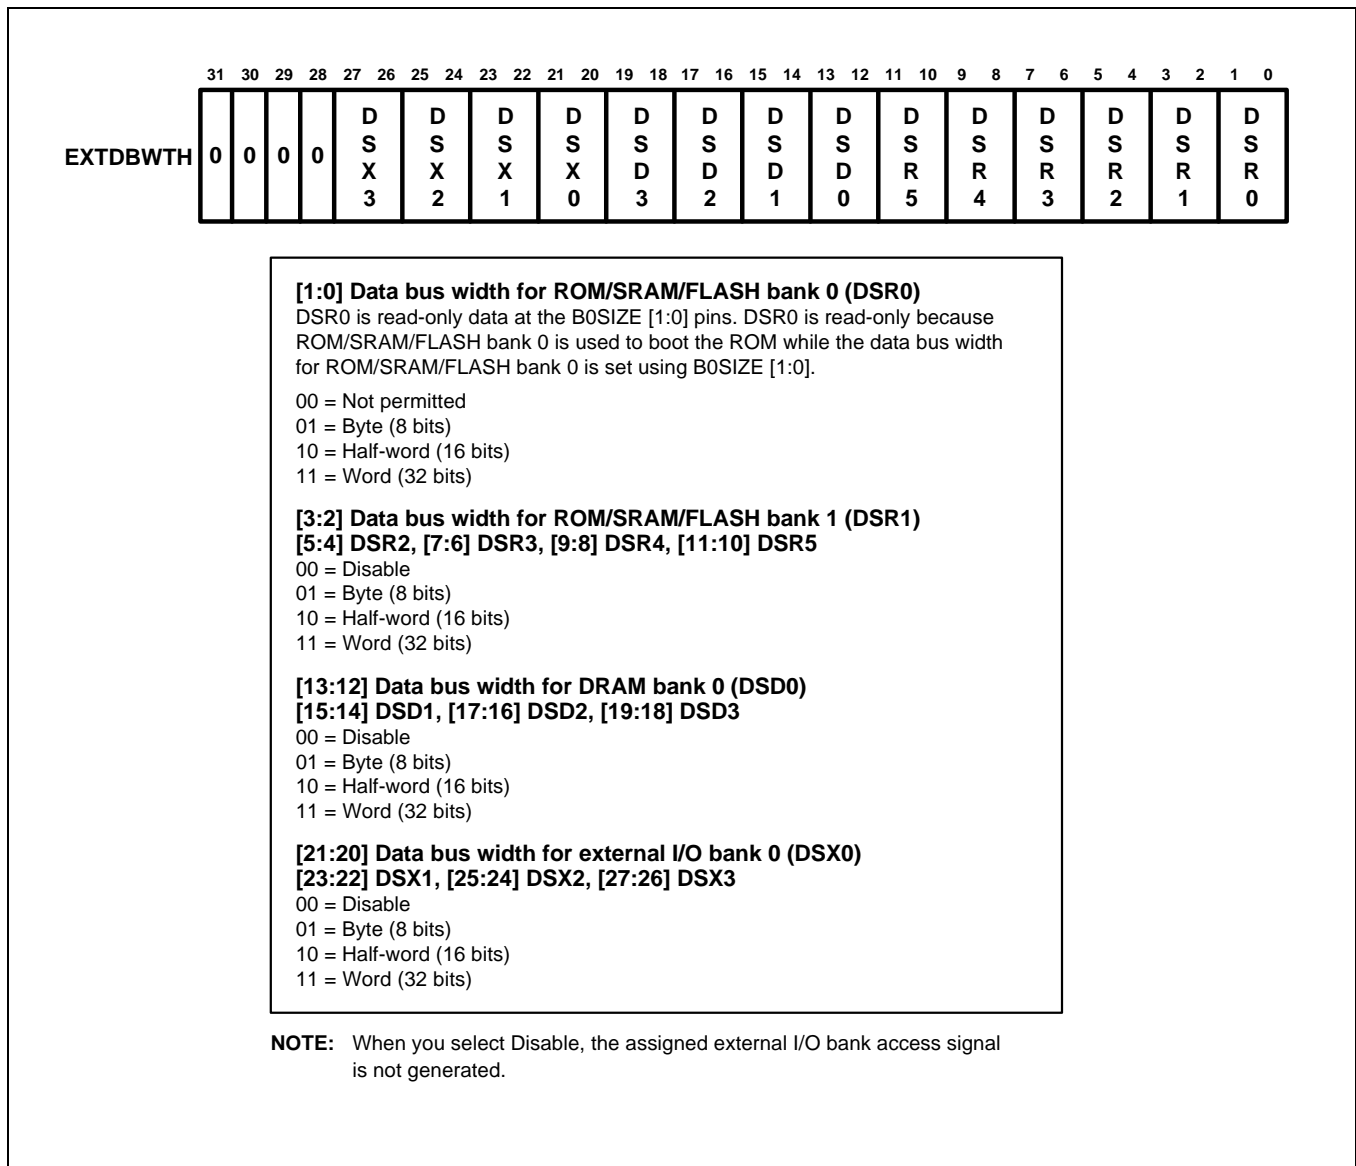 31 30 29 28 27 26 25 24 23 22 21 20 19 18 17 16 15 14 13 12 11 10 9 8 7 6 5 4 3 2 1 0
EXTDBWTH 0 0 0 0 DSX3 DSX2 DSX1 DSX0 DSD3 DSD2 DSD1 DSD0 DSR5 DSR4 DSR3 DSR2 DSR1 DSR0
[1:0] Data bus width for ROM/SRAM/FLASH bank 0 (DSR0)
DSR0 is read-only data at the B0SIZE [1:0] pins. DSR0 is read-only because
ROM/SRAM/FLASH bank 0 is used to boot the ROM while the data bus width
for ROM/SRAM/FLASH bank 0 is set using B0SIZE [1:0].
00 = Not permitted
01 = Byte (8 bits)
10 = Half-word (16 bits)
11 = Word (32 bits)
[3:2] Data bus width for ROM/SRAM/FLASH bank 1 (DSR1)
[5:4] DSR2, [7:6] DSR3, [9:8] DSR4, [11:10] DSR5
00 = Disable
01 = Byte (8 bits)
10 = Half-word (16 bits)
11 = Word (32 bits)
[13:12] Data bus width for DRAM bank 0 (DSD0)
[15:14] DSD1, [17:16] DSD2, [19:18] DSD3
00 = Disable
01 = Byte (8 bits)
10 = Half-word (16 bits)
11 = Word (32 bits)
[21:20] Data bus width for external I/O bank 0 (DSX0)
[23:22] DSX1, [25:24] DSX2, [27:26] DSX3
00 = Disable
01 = Byte (8 bits)
10 = Half-word (16 bits)
11 = Word (32 bits)
NOTE: When you select Disable, the assigned external I/O bank access signal
is not generated.